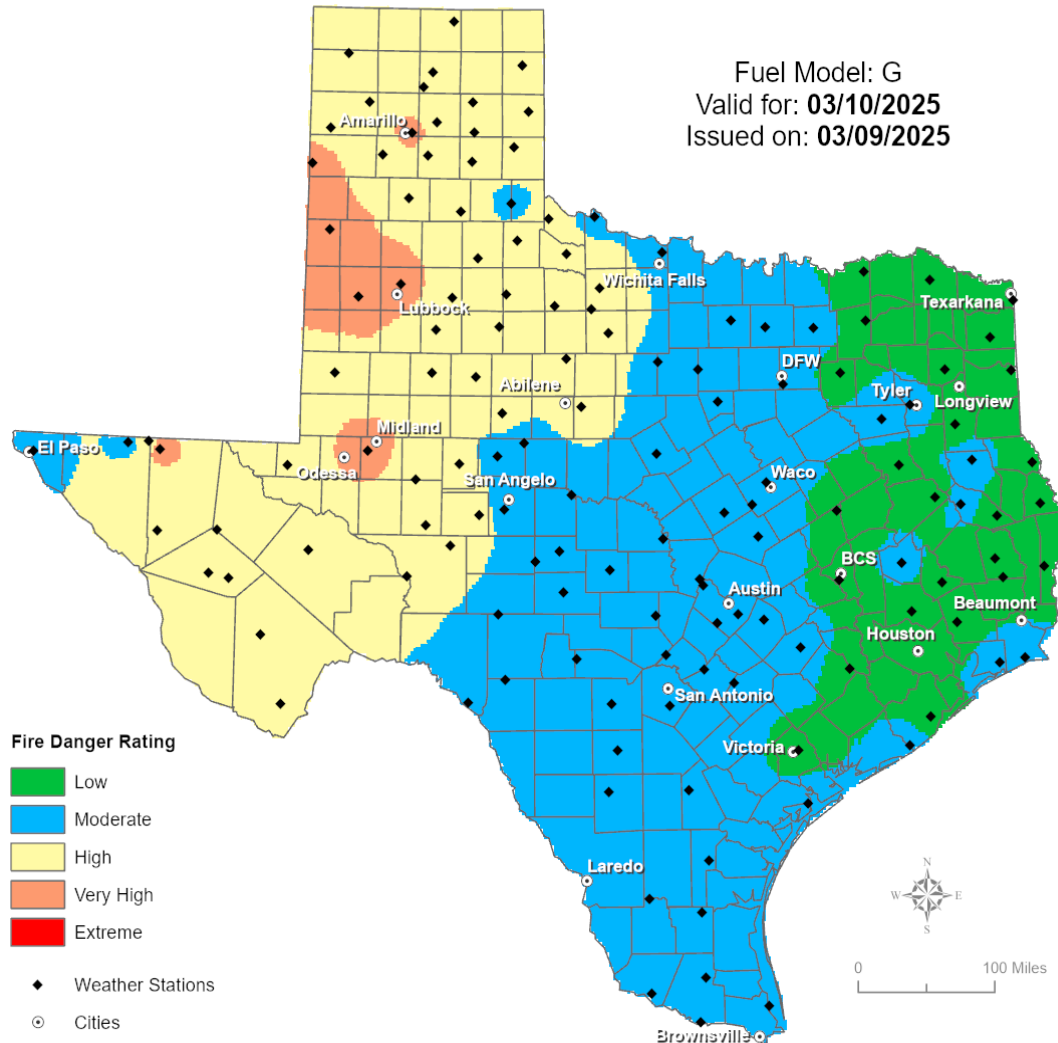 Fuel Model: G
Valid for: 03/10/2025
Issued on: 03/09/2025
Amarillo
Wichita Falls
Lubbock
Texarkana
DFW
Abilene
Tyler
Longview
Midland
El Paso
Odessa
San Angelo
Waco
BCS
Austin
Beaumont
Houston
San Antonio
Victoria
Laredo
Brownsville
Fire Danger Rating
Low
Moderate
High
Very High
Extreme
Weather Stations
Cities
N
W E
S
0 100 Miles